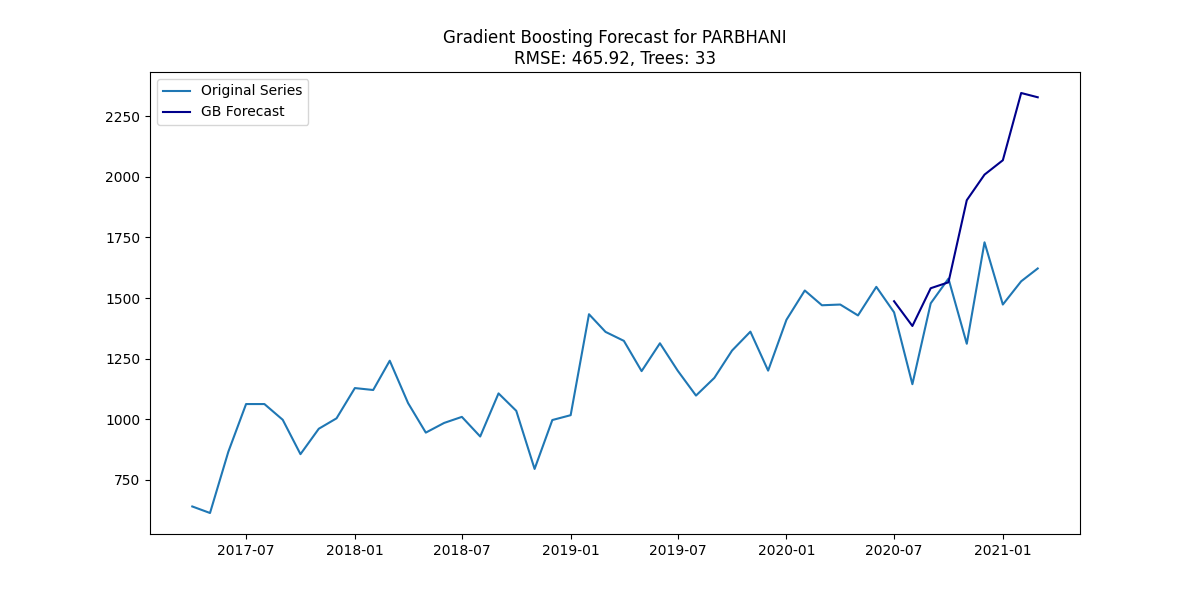 Gradient Boosting Forecast for PARBHANI
RMSE: 465.92, Trees: 33
Original Series
GB Forecast
2250
2000
1750
1500
1250
1000
750
2017-07 2018-01 2018-07 2019-01 2019-07 2020-01 2020-07 2021-01